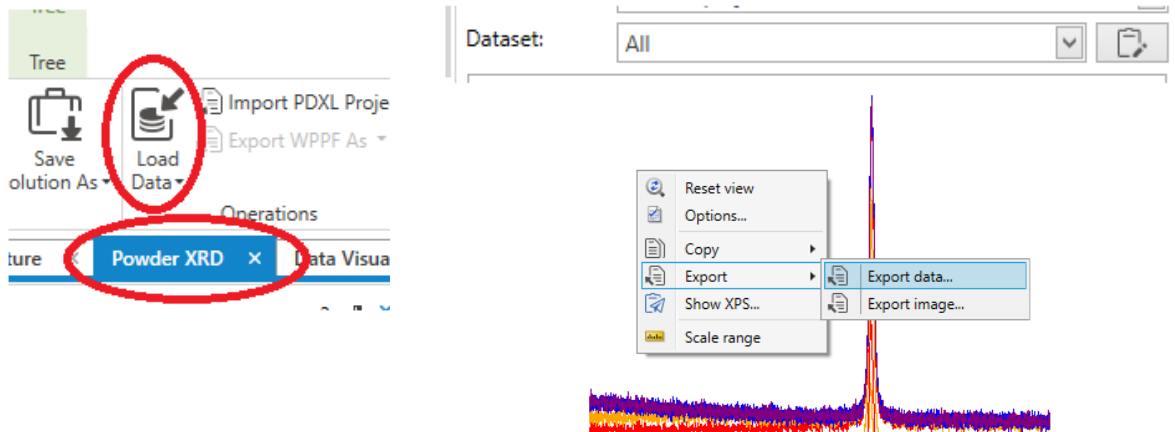 Tree
Save
olution As
Load
Data
Import PDXL Proje
Export WPPF As
Operations
ture
Powder XRD
Data Visua
Dataset:
All
Reset view
Options...
Copy
Export
Show XPS...
Scale range
Export data...
Export image...